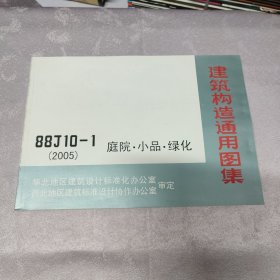 建筑构造通用图集
88J10-1
(2005)
庭院·小品·绿化
华北地区建筑设计标准化办公室
西北地区建筑标准设计协作办公室
审定